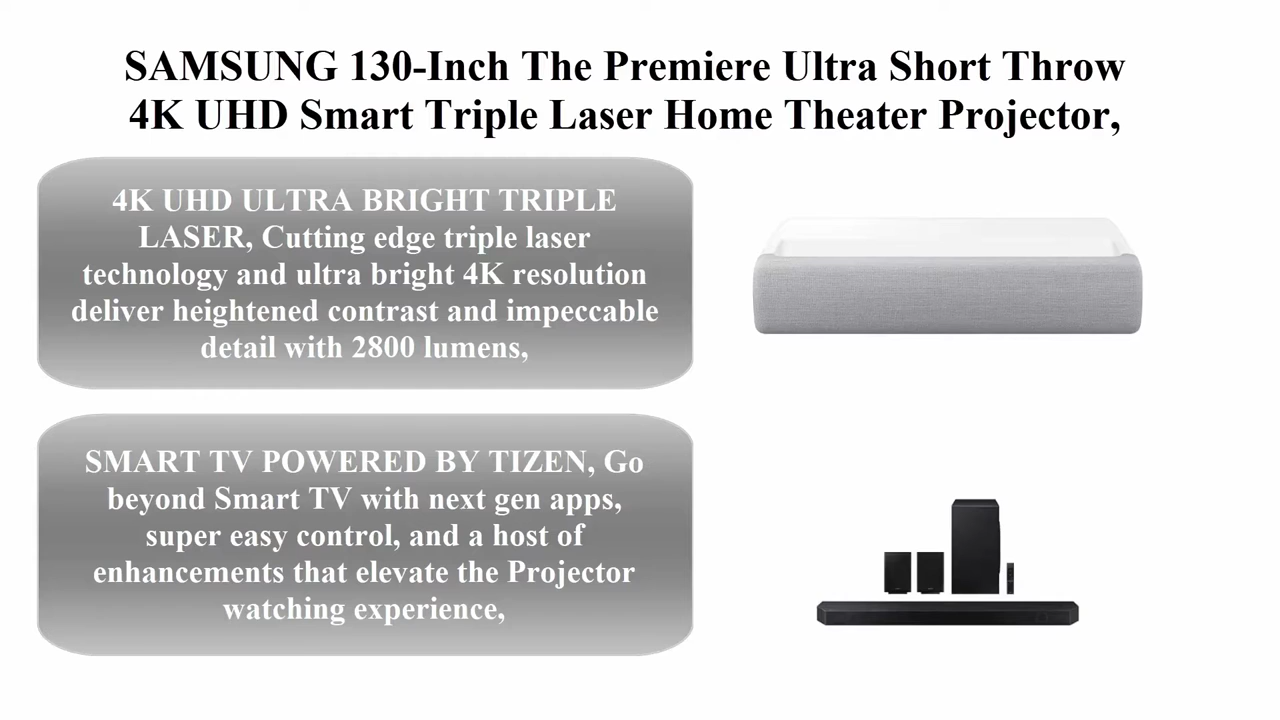 SAMSUNG 130-Inch The Premiere Ultra Short Throw
4K UHD Smart Triple Laser Home Theater Projector,
4K UHD ULTRA BRIGHT TRIPLE
LASER, Cutting edge triple laser
technology and ultra bright 4K resolution
deliver heightened contrast and impeccable
detail with 2800 lumens,
SMART TV POWERED BY TIZEN, Go
beyond Smart TV with next gen apps,
super easy control, and a host of
enhancements that elevate the Projector
watching experience,